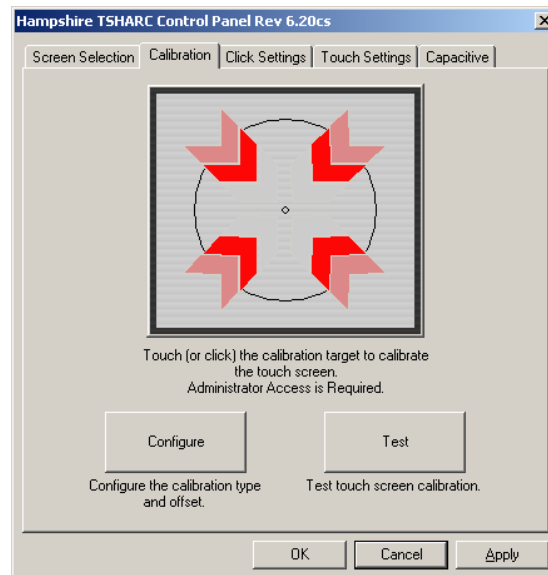 Hampshire TSHARC Control Panel Rev 6.20cs
Screen Selection Calibration Click Settings Touch Settings Capacitive
Touch (or click) the calibration target to calibrate
the touch screen.
Administrator Access is Required.
Configure Test
Configure the calibration type Test touch screen calibration.
and offset.
OK Cancel Apply